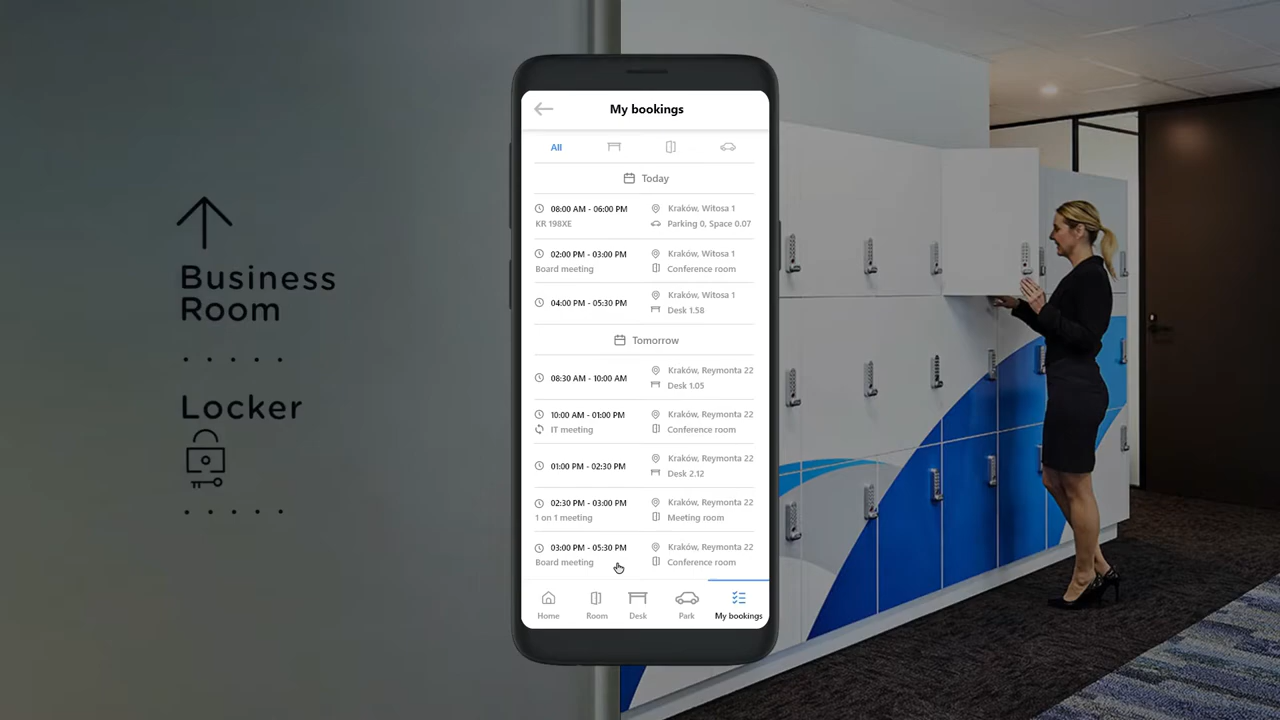 Business
Room
Locker
My bookings
All
Today
08:00 AM - 06:00 PM Kraków, Witosa 1
KR 198XE Parking 0, Space 0.07
02:00 PM - 03:00 PM Kraków, Witosa 1
Board meeting Conference room
04:00 PM - 05:30 PM Kraków, Witosa 1
Desk 1.58
Tomorrow
08:30 AM - 10:00 AM Kraków, Reymonta 22
Desk 1.05
10:00 AM - 01:00 PM Kraków, Reymonta 22
IT meeting Conference room
01:00 PM - 02:30 PM Kraków, Reymonta 22
Desk 2.12
02:30 PM - 03:00 PM Kraków, Reymonta 22
1 on 1 meeting Meeting room
03:00 PM - 05:30 PM Kraków, Reymonta 22
Board meeting Conference room
Home Room Desk Park My bookings